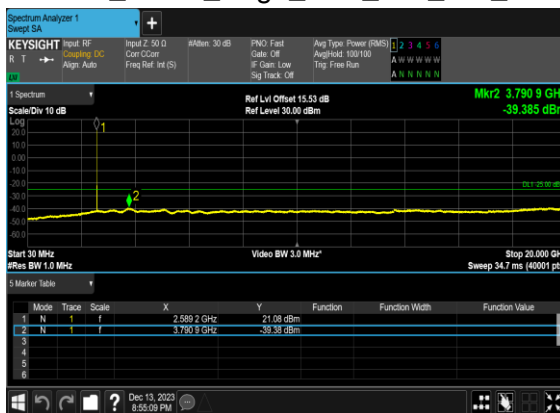 Spectrum Analyzer 1
Swept SA
KEYSIGHT Input: RF Input Z: 50 Ω #Atten: 30 dB PNO: Fast Avg Type: Power (RMS) 1 2 3 4 5 6
R T Coupling: DC Corr CCorr Gate: Off Avg|Hold: 100/100 A W W W W W
Align: Auto Freq Ref: Int (S) IF Gain: Low Trig: Free Run
LU Sig Track: Off A N N N N N
1 Spectrum Ref Lvl Offset 15.53 dB Mkr2 3.790 9 GH
Scale/Div 10 dB Ref Level 30.00 dBm -39.385 dBr
Log
20.0 1
10.0
0.00
-10.0
-20.0 DL1 -25.00 dB
-30.0 2
-40.0
-50.0
-60.0
Start 30 MHz Video BW 3.0 MHz* Stop 20.000 GH
#Res BW 1.0 MHz Sweep 34.7 ms (40001 pt
5 Marker Table
Mode Trace Scale X Y Function Function Width Function Value
1 N 1 f 2.589 2 GHz 21.08 dBm
2 N 1 f 3.790 9 GHz -39.38 dBm
3
4
5
6
? Dec 13, 2023
8:55:09 PM